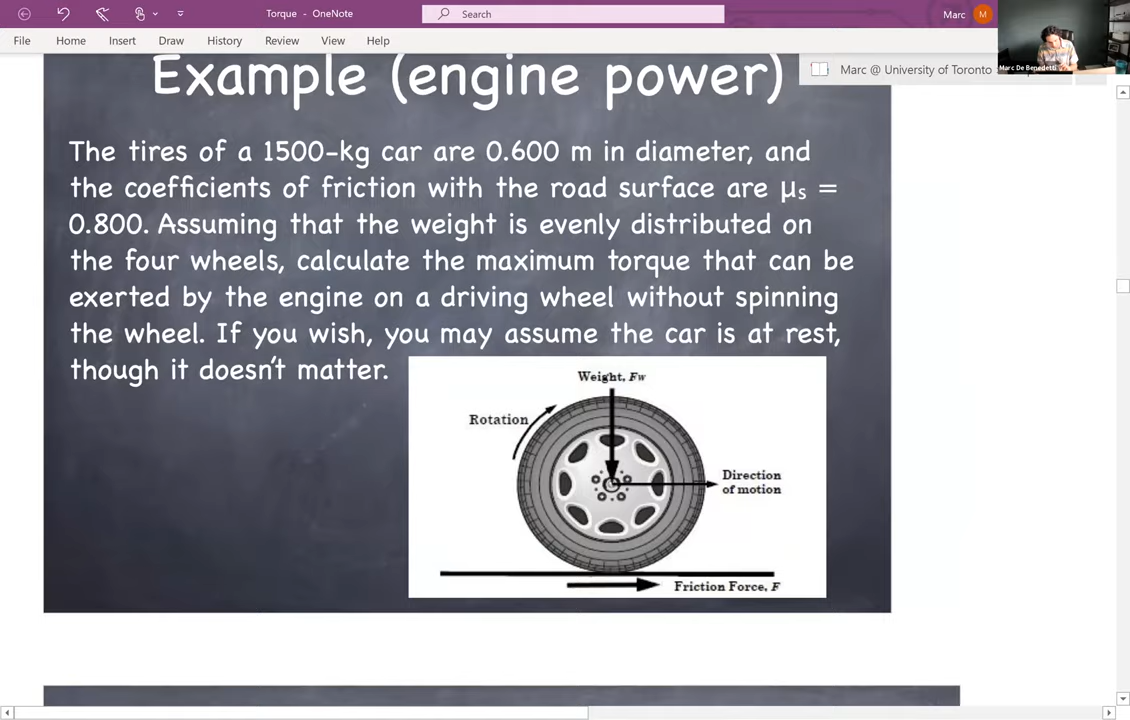 Torque - OneNote
Search
Marc
M
File Home Insert Draw History Review View Help
Marc De Benedetti
Marc @ University of Toronto
Example (engine power)
The tires of a 1500-kg car are 0.600 m in diameter, and
the coefficients of friction with the road surface are μs =
0.800. Assuming that the weight is evenly distributed on
the four wheels, calculate the maximum torque that can be
exerted by the engine on a driving wheel without spinning
the wheel. If you wish, you may assume the car is at rest,
though it doesn't matter.
Weight, Fw
Rotation
Direction
of motion
Friction Force, F